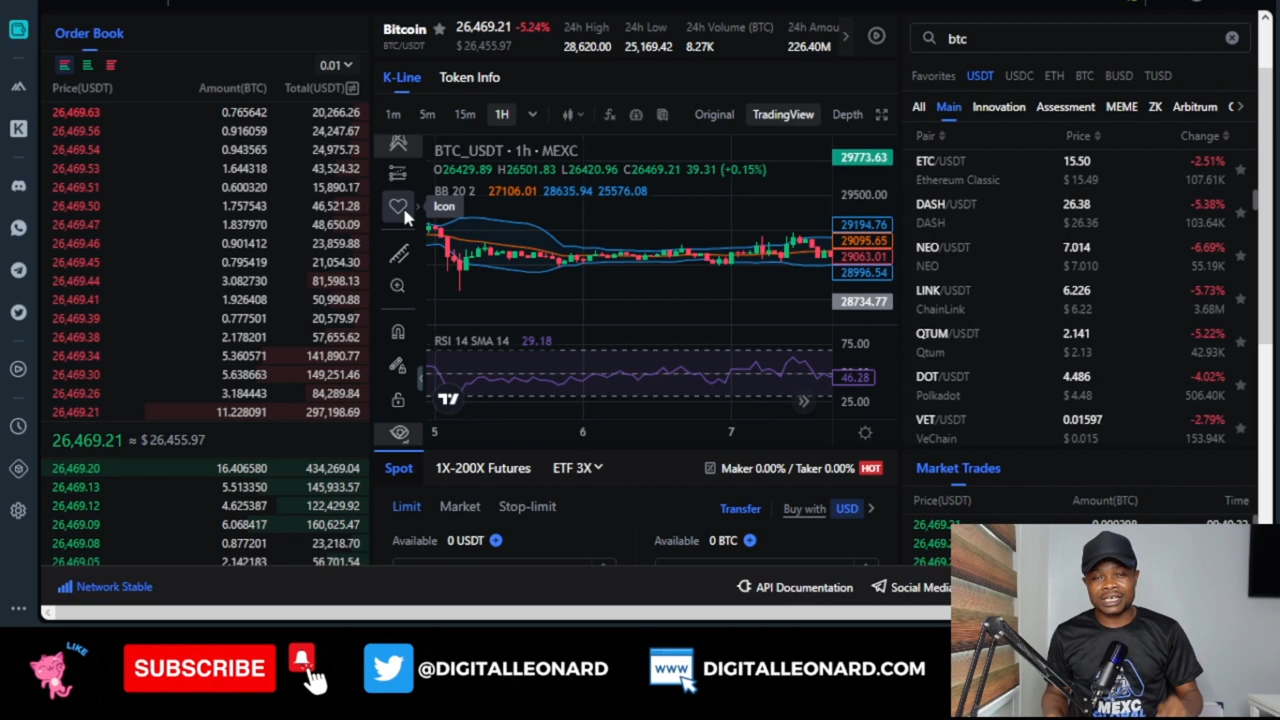 Order Book
0.01
Price(USDT) Amount(BTC) Total(USDT)
26,469.63 0.765642 20,266.26
26,469.56 0.916059 24,247.67
26,469.54 0.943565 24,975.73
26,469.53 1.644318 43,524.32
26,469.51 0.600320 15,890.17
26,469.50 1.757543 46,521.28
26,469.47 1.837970 48,650.09
26,469.46 0.901412 23,859.88
26,469.45 0.795419 21,054.30
26,469.44 3.082730 81,598.13
26,469.41 1.926408 50,990.88
26,469.39 0.777501 20,579.97
26,469.38 2.178201 57,655.62
26,469.34 5.360571 141,890.77
26,469.30 5.638663 149,251.46
26,469.26 3.184443 84,289.84
26,469.21 11.228091 297,198.69
26,469.21 ≈ $ 26,455.97
26,469.20 16.406580 434,269.04
26,469.13 5.513350 145,933.57
26,469.12 4.625387 122,429.92
26,469.09 6.068417 160,625.47
26,469.08 0.877201 23,218.70
26,469.05 2.142183 56,701.54
Bitcoin 26,469.21 -5.24% 24h High 24h Low 24h Volume (BTC) 24h Amou
BTC/USDT $ 26,455.97 28,620.00 25,169.42 8.27K 226.40M
K-Line Token Info
1m 5m 15m 1H Original TradingView Depth
BTC_USDT · 1h · MEXC
O26429.89 H26501.83 L26420.96 C26469.21 39.31 (+0.15%)
BB 20 2 27106.01 28635.94 25576.08
Icon
29773.63
29500.00
29194.76
29095.65
29063.01
28996.54
28734.77
RSI 14 SMA 14 29.18
75.00
46.28
25.00
5 6 7
Spot 1X-200X Futures ETF 3X Maker 0.00% / Taker 0.00% HOT
Limit Market Stop-limit Transfer Buy with USD
Available 0 USDT Available 0 BTC
btc
Favorites USDT USDC ETH BTC BUSD TUSD
All Main Innovation Assessment MEME ZK Arbitrum
Pair Price Change
ETC/USDT 15.50 -2.51%
Ethereum Classic $ 15.49 107.61K
DASH/USDT 26.38 -5.38%
DASH $ 26.36 103.64K
NEO/USDT 7.014 -6.69%
NEO $ 7.010 55.19K
LINK/USDT 6.226 -5.73%
ChainLink $ 6.22 3.68M
QTUM/USDT 2.141 -5.22%
Qtum $ 2.13 42.93K
DOT/USDT 4.486 -4.02%
Polkadot $ 4.48 506.40K
VET/USDT 0.01597 -2.79%
VeChain $ 0.015 153.94K
Market Trades
Price(USDT) Amount(BTC) Time
Network Stable API Documentation Social Media
LIKE
SUBSCRIBE @DIGITALLEONARD WWW DIGITALLEONARD.COM
MEXC
GLOBAL